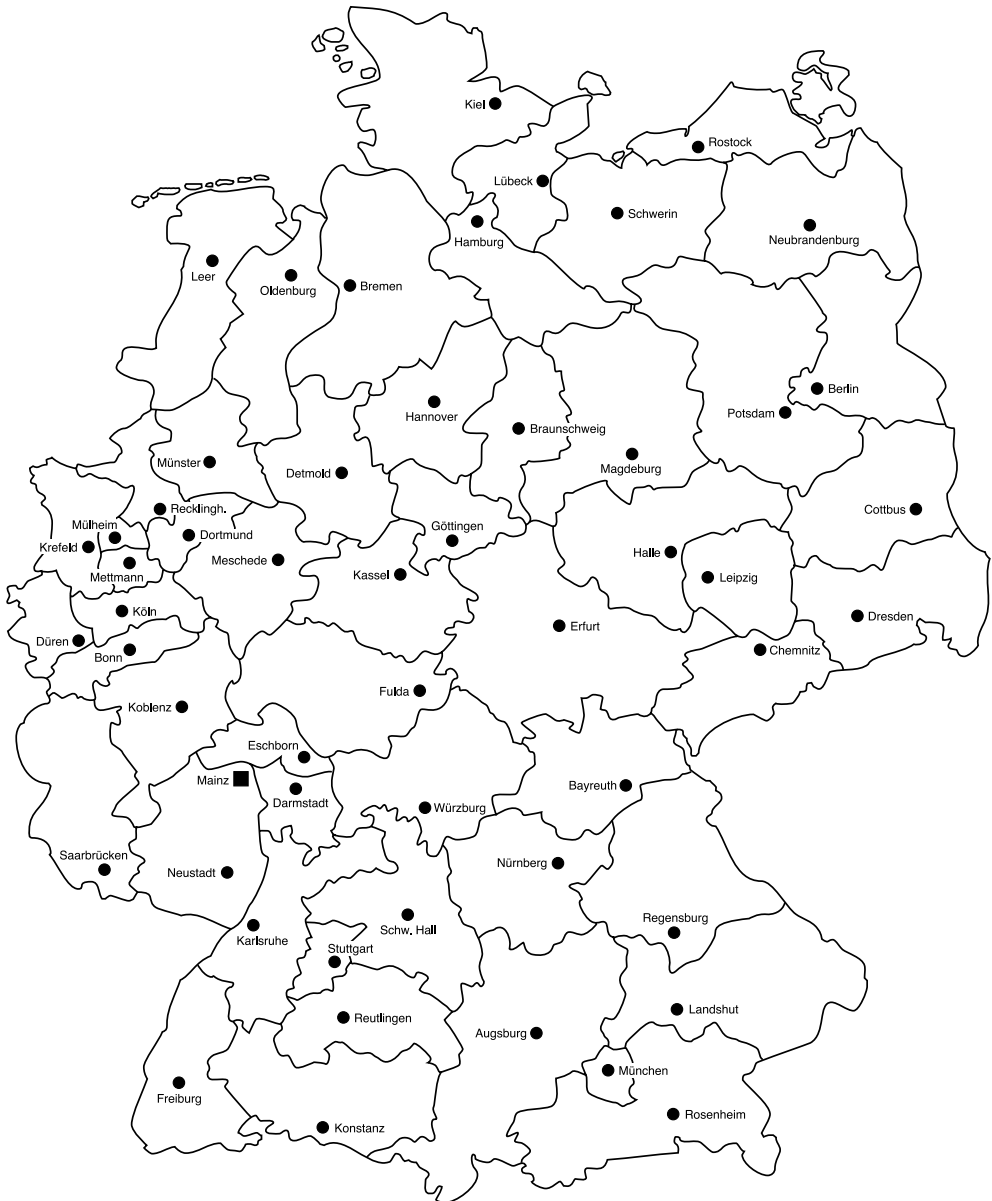 Kiel
Rostock
Lübeck
Schwerin
Hamburg
Neubrandenburg
Leer
Oldenburg
Bremen
Berlin
Hannover
Potsdam
Braunschweig
Münster
Detmold
Magdeburg
Recklingh.
Cottbus
Mülheim
Göttingen
Dortmund
Krefeld
Halle
Meschede
Kassel
Mettmann
Leipzig
Köln
Dresden
Erfurt
Düren
Chemnitz
Bonn
Fulda
Koblenz
Eschborn
Mainz
Bayreuth
Darmstadt
Würzburg
Saarbrücken
Nürnberg
Neustadt
Regensburg
Schw. Hall
Karlsruhe
Stuttgart
Landshut
Reutlingen
Augsburg
München
Freiburg
Rosenheim
Konstanz